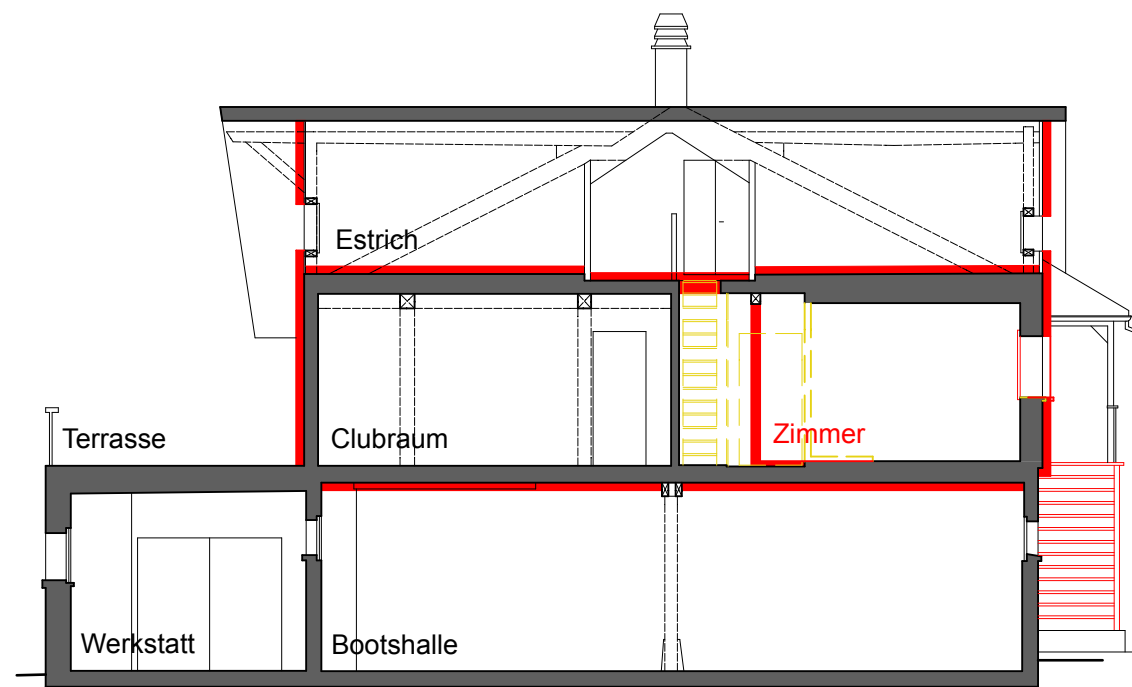 Estrich
Terrasse
Clubraum
Zimmer
Werkstatt
Bootshalle